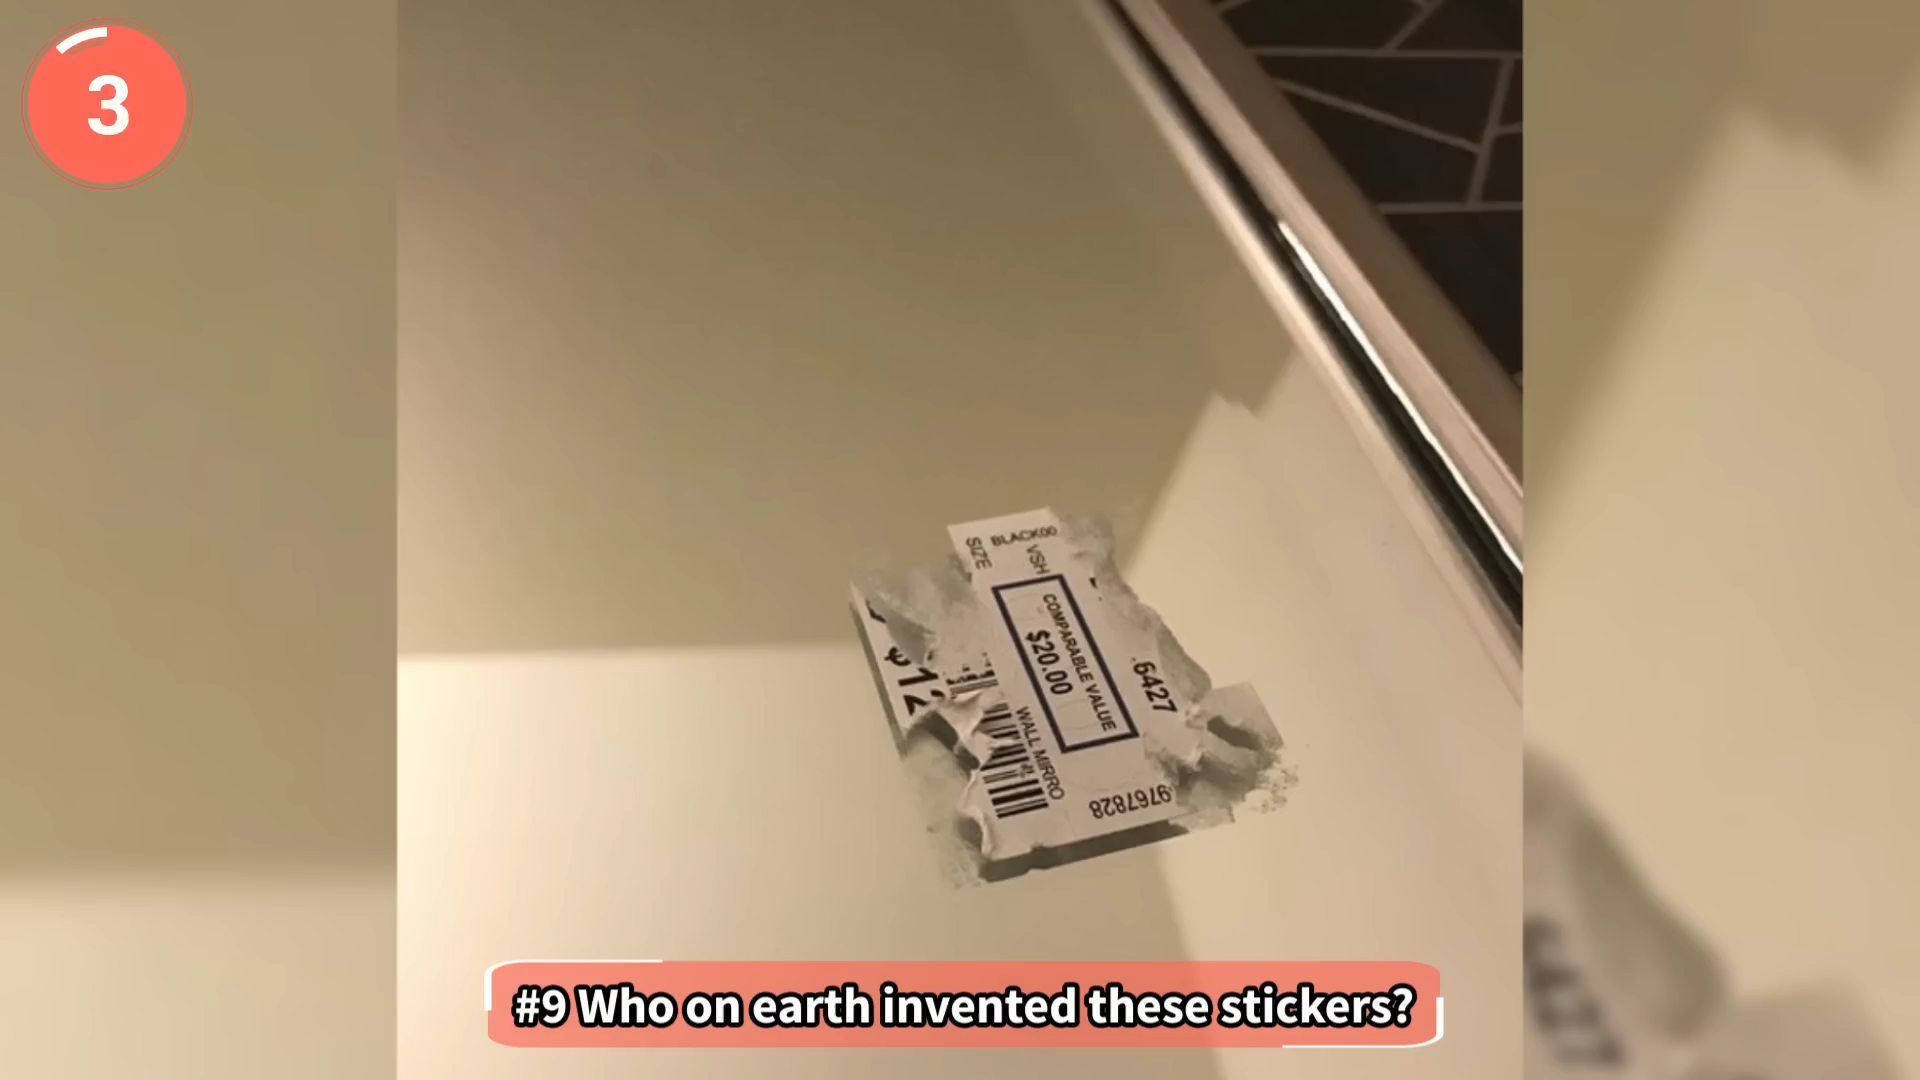 3
SIZE
BLACK00
VSH
COMPARABLE VALUE
$20.00
6427
$12
WALL MIRRO
9767828
#9 Who on earth invented these stickers?